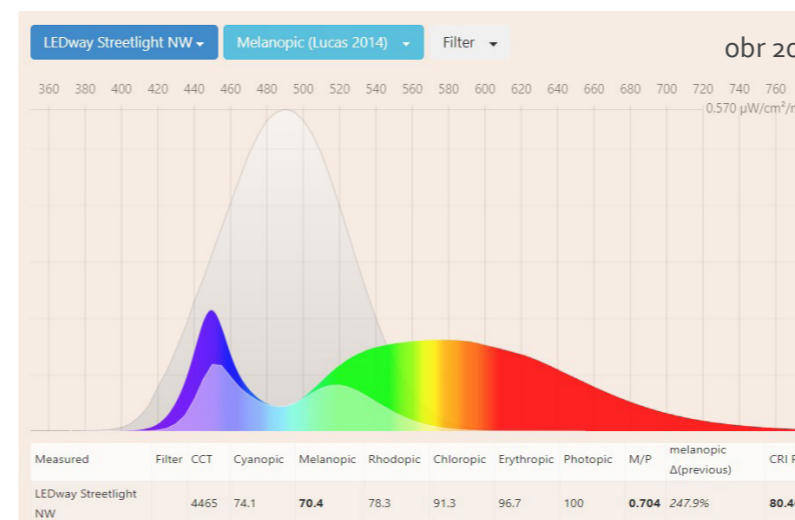 LEDway Streetlight NW Melanopic (Lucas 2014) Filter obr 20
360 380 400 420 440 460 480 490 500 520 540 560 580 600 620 640 660 680 700 720 740 760
0.570 µW/cm²/
Measured Filter CCT Cyanopic Melanopic Rhodopic Chloropic Erythropic Photopic M/P melanopic Δ(previous) CRI
LEDway Streetlight NW 4465 74.1 70.4 78.3 91.3 96.7 100 0.704 247.9% 80.4